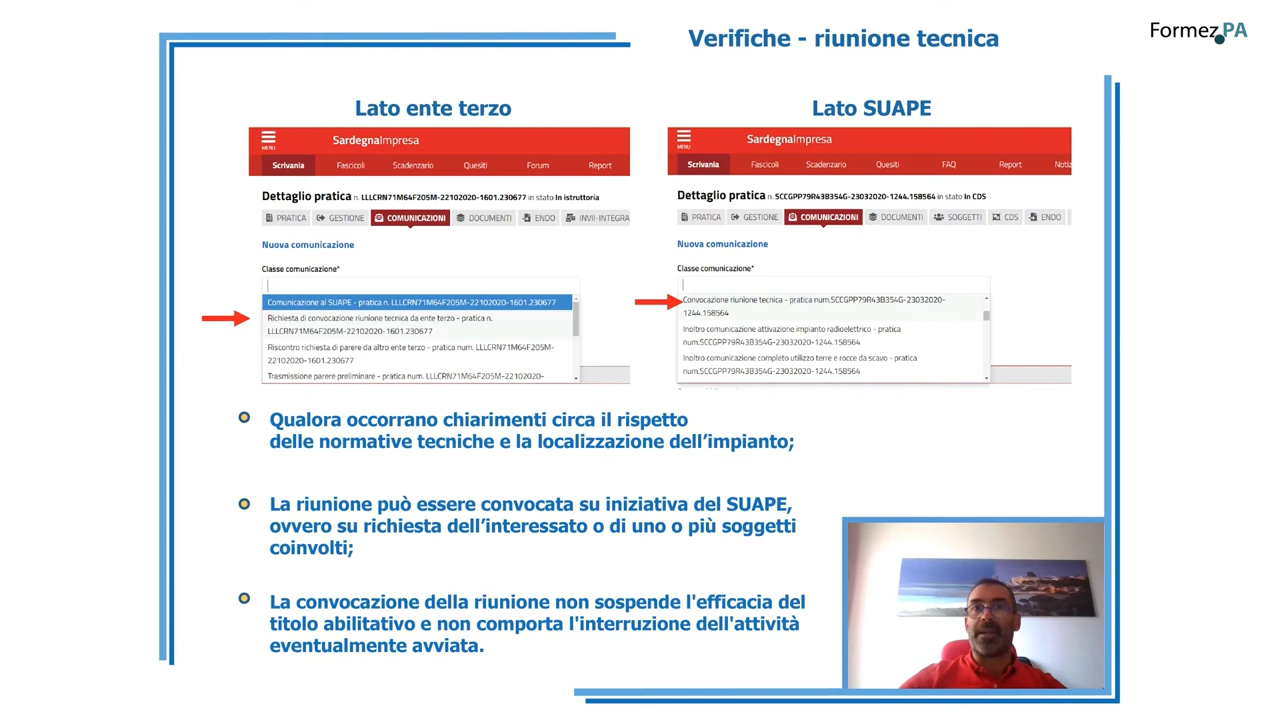 Verifiche - riunione tecnica
Formez PA
Lato ente terzo
Lato SUAPE
MENU
SardegnaImpresa
Scrivania Fascicoli Scadenzario Quesiti Forum Report
Dettaglio pratica n. LLLCRN71M64F205M-22102020-1601.230677 in stato In istruttoria
PRATICA GESTIONE COMUNICAZIONI DOCUMENTI ENDO INVII-INTEGRA
Nuova comunicazione
Classe comunicazione*
Comunicazione al SUAPE - pratica n. LLLCRN71M64F205M-22102020-1601.230677
Richiesta di convocazione riunione tecnica da ente terzo - pratica n.
LLLCRN71M64F205M-22102020-1601.230677
Riscontro richiesta di parere da altro ente terzo - pratica num. LLLCRN71M64F205M-
22102020-1601.230677
Trasmissione parere preliminare - pratica num. LLLCRN71M64F205M-22102020-
MENU
SardegnaImpresa
Scrivania Fascicoli Scadenzario Quesiti FAQ Report Notiz
Dettaglio pratica n. SCCGPP79R43B354G-23032020-1244.158564 in stato In CDS
PRATICA GESTIONE COMUNICAZIONI DOCUMENTI SOGGETTI CDS ENDO
Nuova comunicazione
Classe comunicazione*
Convocazione riunione tecnica - pratica num.SCCGPP79R43B354G-23032020-
1244.158564
Inoltro comunicazione attivazione impianto radioelettrico - pratica
num.SCCGPP79R43B354G-23032020-1244.158564
Inoltro comunicazione completo utilizzo terre e rocce da scavo - pratica
num.SCCGPP79R43B354G-23032020-1244.158564
Qualora occorrano chiarimenti circa il rispetto
delle normative tecniche e la localizzazione dell’impianto;
La riunione può essere convocata su iniziativa del SUAPE,
ovvero su richiesta dell’interessato o di uno o più soggetti
coinvolti;
La convocazione della riunione non sospende l'efficacia del
titolo abilitativo e non comporta l'interruzione dell'attività
eventualmente avviata.